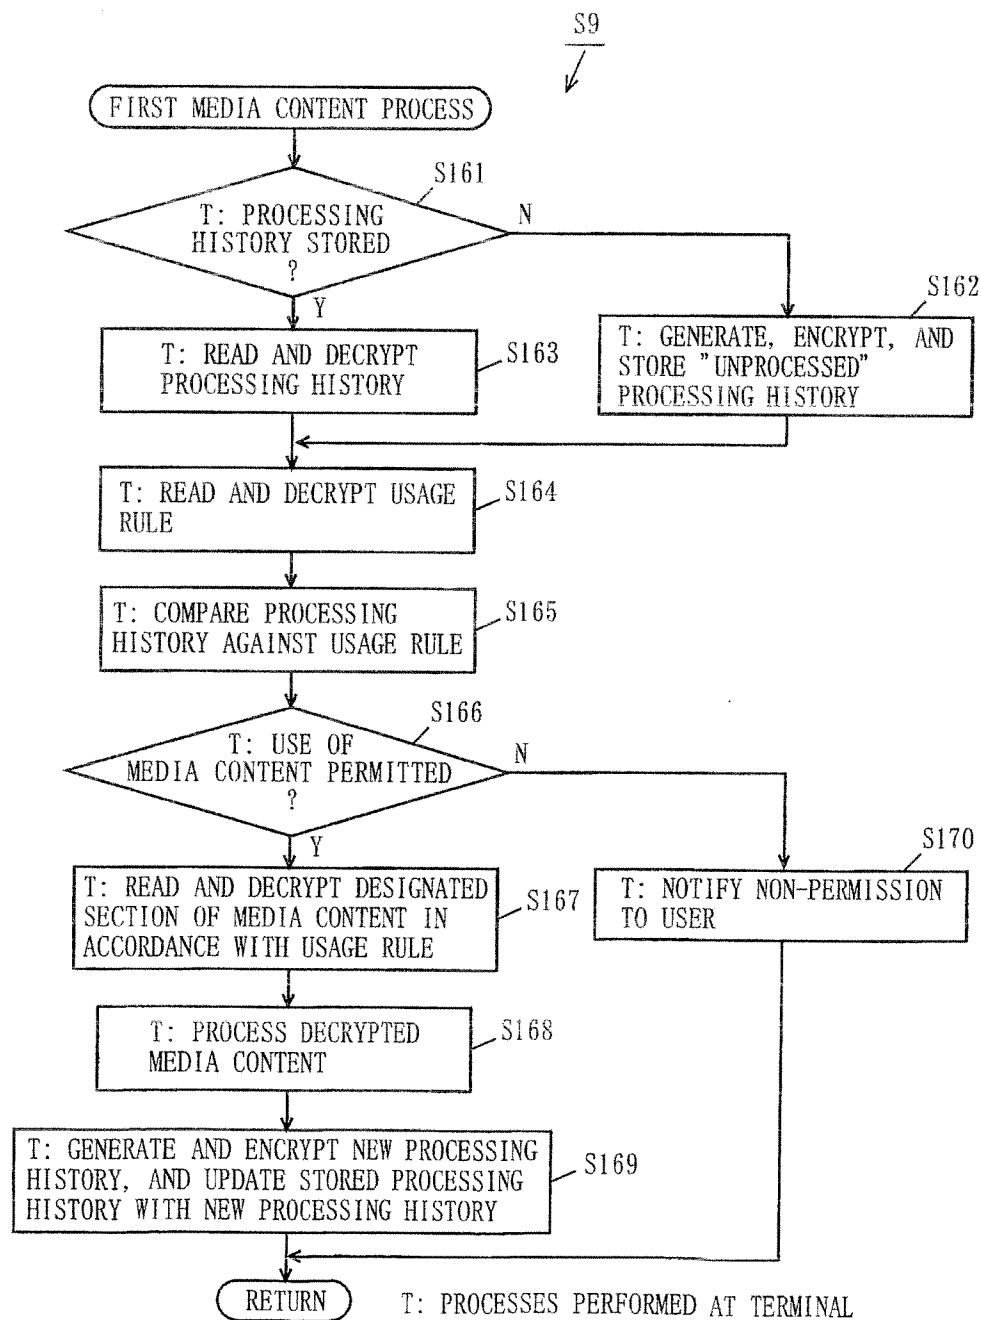 S9
FIRST MEDIA CONTENT PROCESS
S161
T: PROCESSING
HISTORY STORED
?
N
Y
S162
T: GENERATE, ENCRYPT, AND
STORE "UNPROCESSED"
PROCESSING HISTORY
T: READ AND DECRYPT
PROCESSING HISTORY
S163
T: READ AND DECRYPT USAGE
RULE
S164
T: COMPARE PROCESSING
HISTORY AGAINST USAGE RULE
S165
S166
T: USE OF
MEDIA CONTENT PERMITTED
?
N
Y
S170
T: NOTIFY NON-PERMISSION
TO USER
T: READ AND DECRYPT DESIGNATED
SECTION OF MEDIA CONTENT IN
ACCORDANCE WITH USAGE RULE
S167
T: PROCESS DECRYPTED
MEDIA CONTENT
S168
T: GENERATE AND ENCRYPT NEW PROCESSING
HISTORY, AND UPDATE STORED PROCESSING
HISTORY WITH NEW PROCESSING HISTORY
S169
RETURN
T: PROCESSES PERFORMED AT TERMINAL